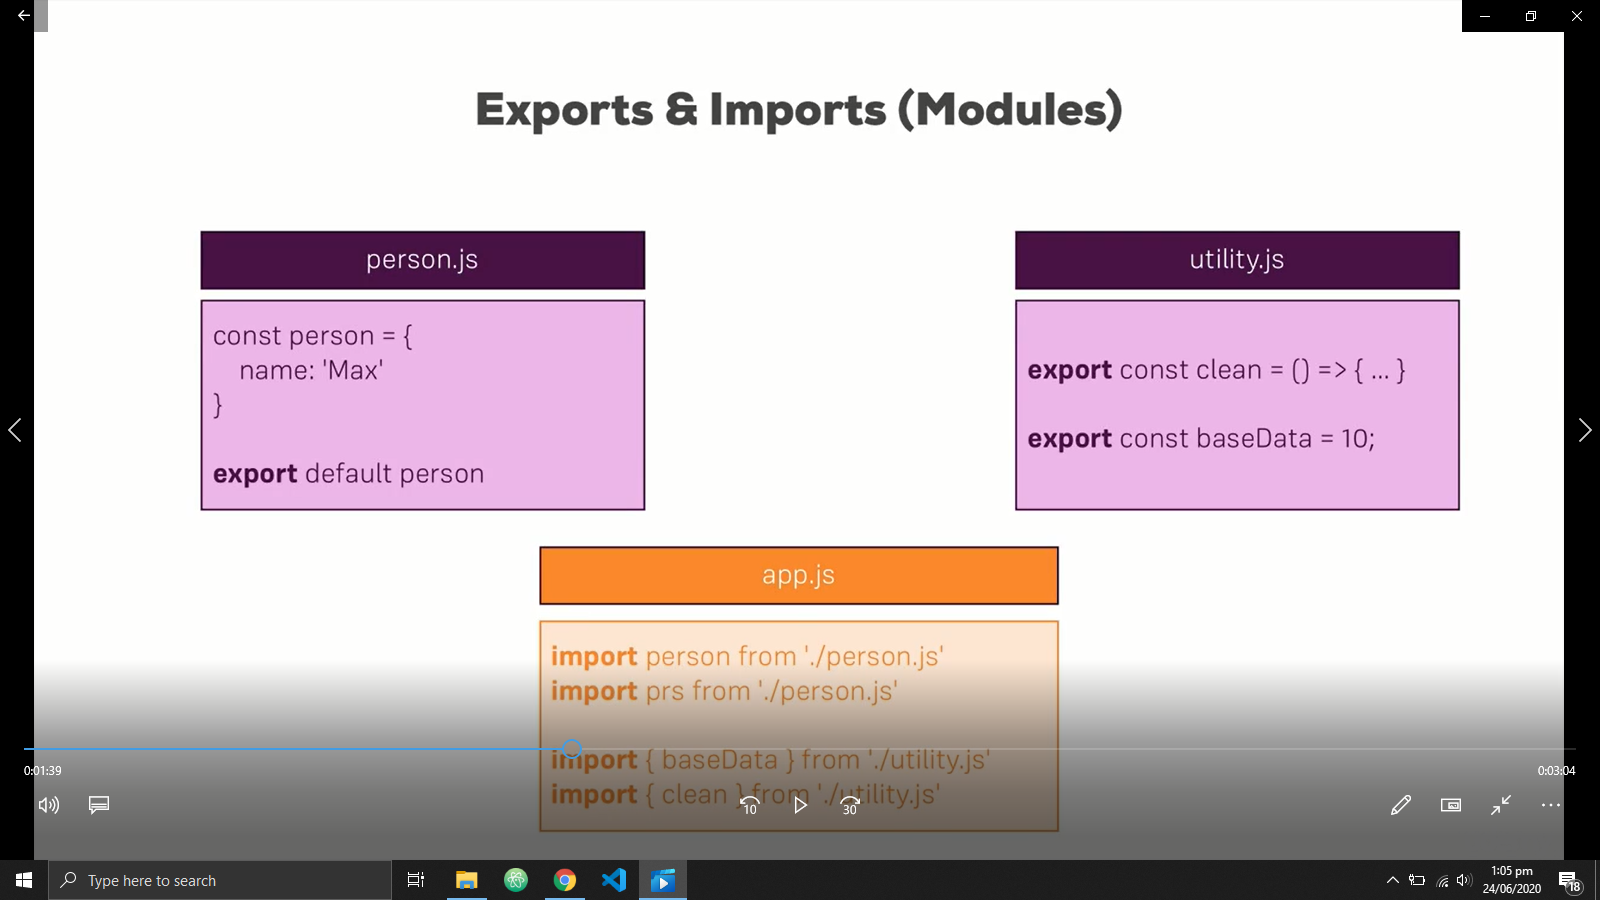 Exports & Imports (Modules)
person.js
const person = {
name: 'Max'
}
export default person
utility.js
export const clean = () => { ... }
export const baseData = 10;
app.js
import person from './person.js'
import prs from './person.js'
import { baseData } from './utility.js'
import { clean } from './utility.js'
0:01:39
0:03:04
10
30
Type here to search
1:05 pm
24/06/2020
18